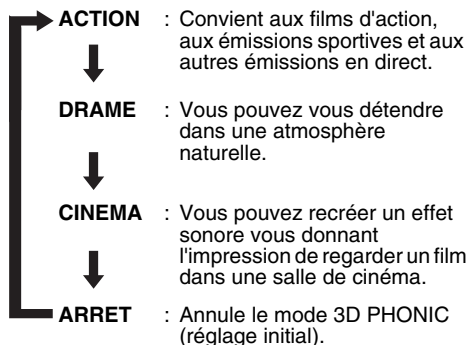 ACTION : Convient aux films d'action,
aux émissions sportives et aux
autres émissions en direct.
DRAME : Vous pouvez vous détendre
dans une atmosphère
naturelle.
CINEMA : Vous pouvez recréer un effet
sonore vous donnant
l'impression de regarder un film
dans une salle de cinéma.
ARRET : Annule le mode 3D PHONIC
(réglage initial).